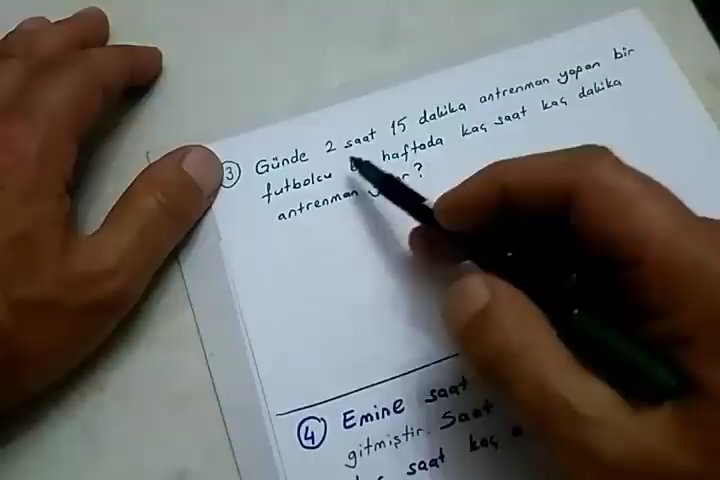 3 Günde 2 saat 15 dakika antrenman yapan bir
futbolcu haftada kaç saat kaç dakika
antrenman ?
4 Emine saat
gitmiştir. Saat
saat kaç